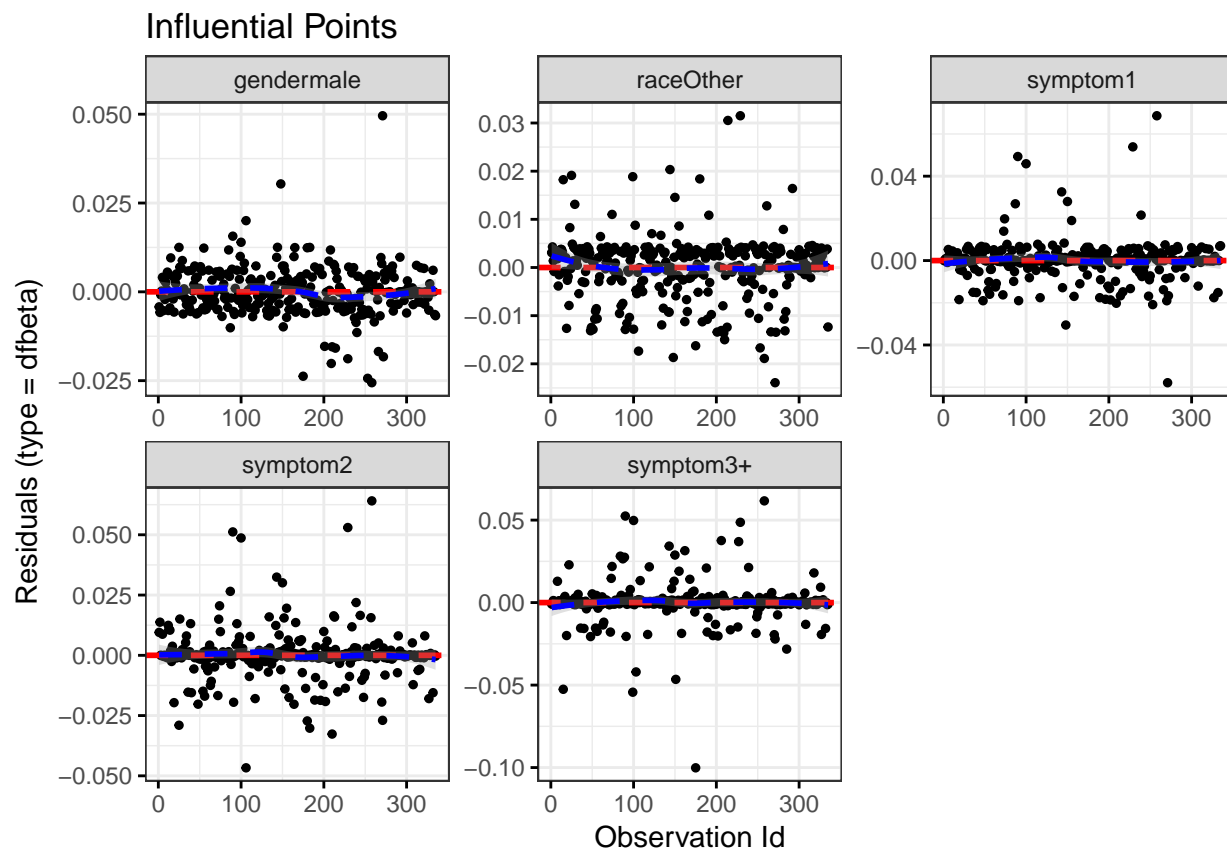 Influential Points
gendermale
raceOther
symptom1
0.050
0.025
0.000
−0.025
0.03
0.02
0.01
0.00
−0.01
−0.02
0.04
0.00
−0.04
0 100 200 300
0 100 200 300
0 100 200 300
symptom2
symptom3+
0.050
0.025
0.000
−0.025
−0.050
0.05
0.00
−0.05
−0.10
0 100 200 300
0 100 200 300
Residuals (type = dfbeta)
Observation Id